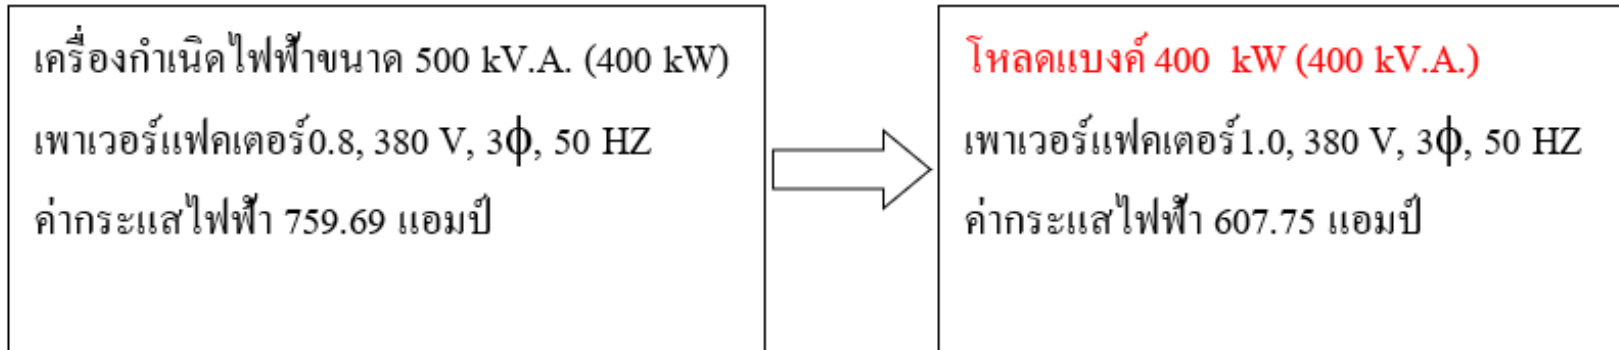 เครื่องกำเนิดไฟฟ้าขนาด 500 kV.A. (400 kW)
เพาเวอร์แฟคเตอร์0.8, 380 V, 3ϕ, 50 HZ
ค่ากระแสไฟฟ้า 759.69 แอมป์
โหลดแบงค์ 400 kW (400 kV.A.)
เพาเวอร์แฟคเตอร์1.0, 380 V, 3ϕ, 50 HZ
ค่ากระแสไฟฟ้า 607.75 แอมป์